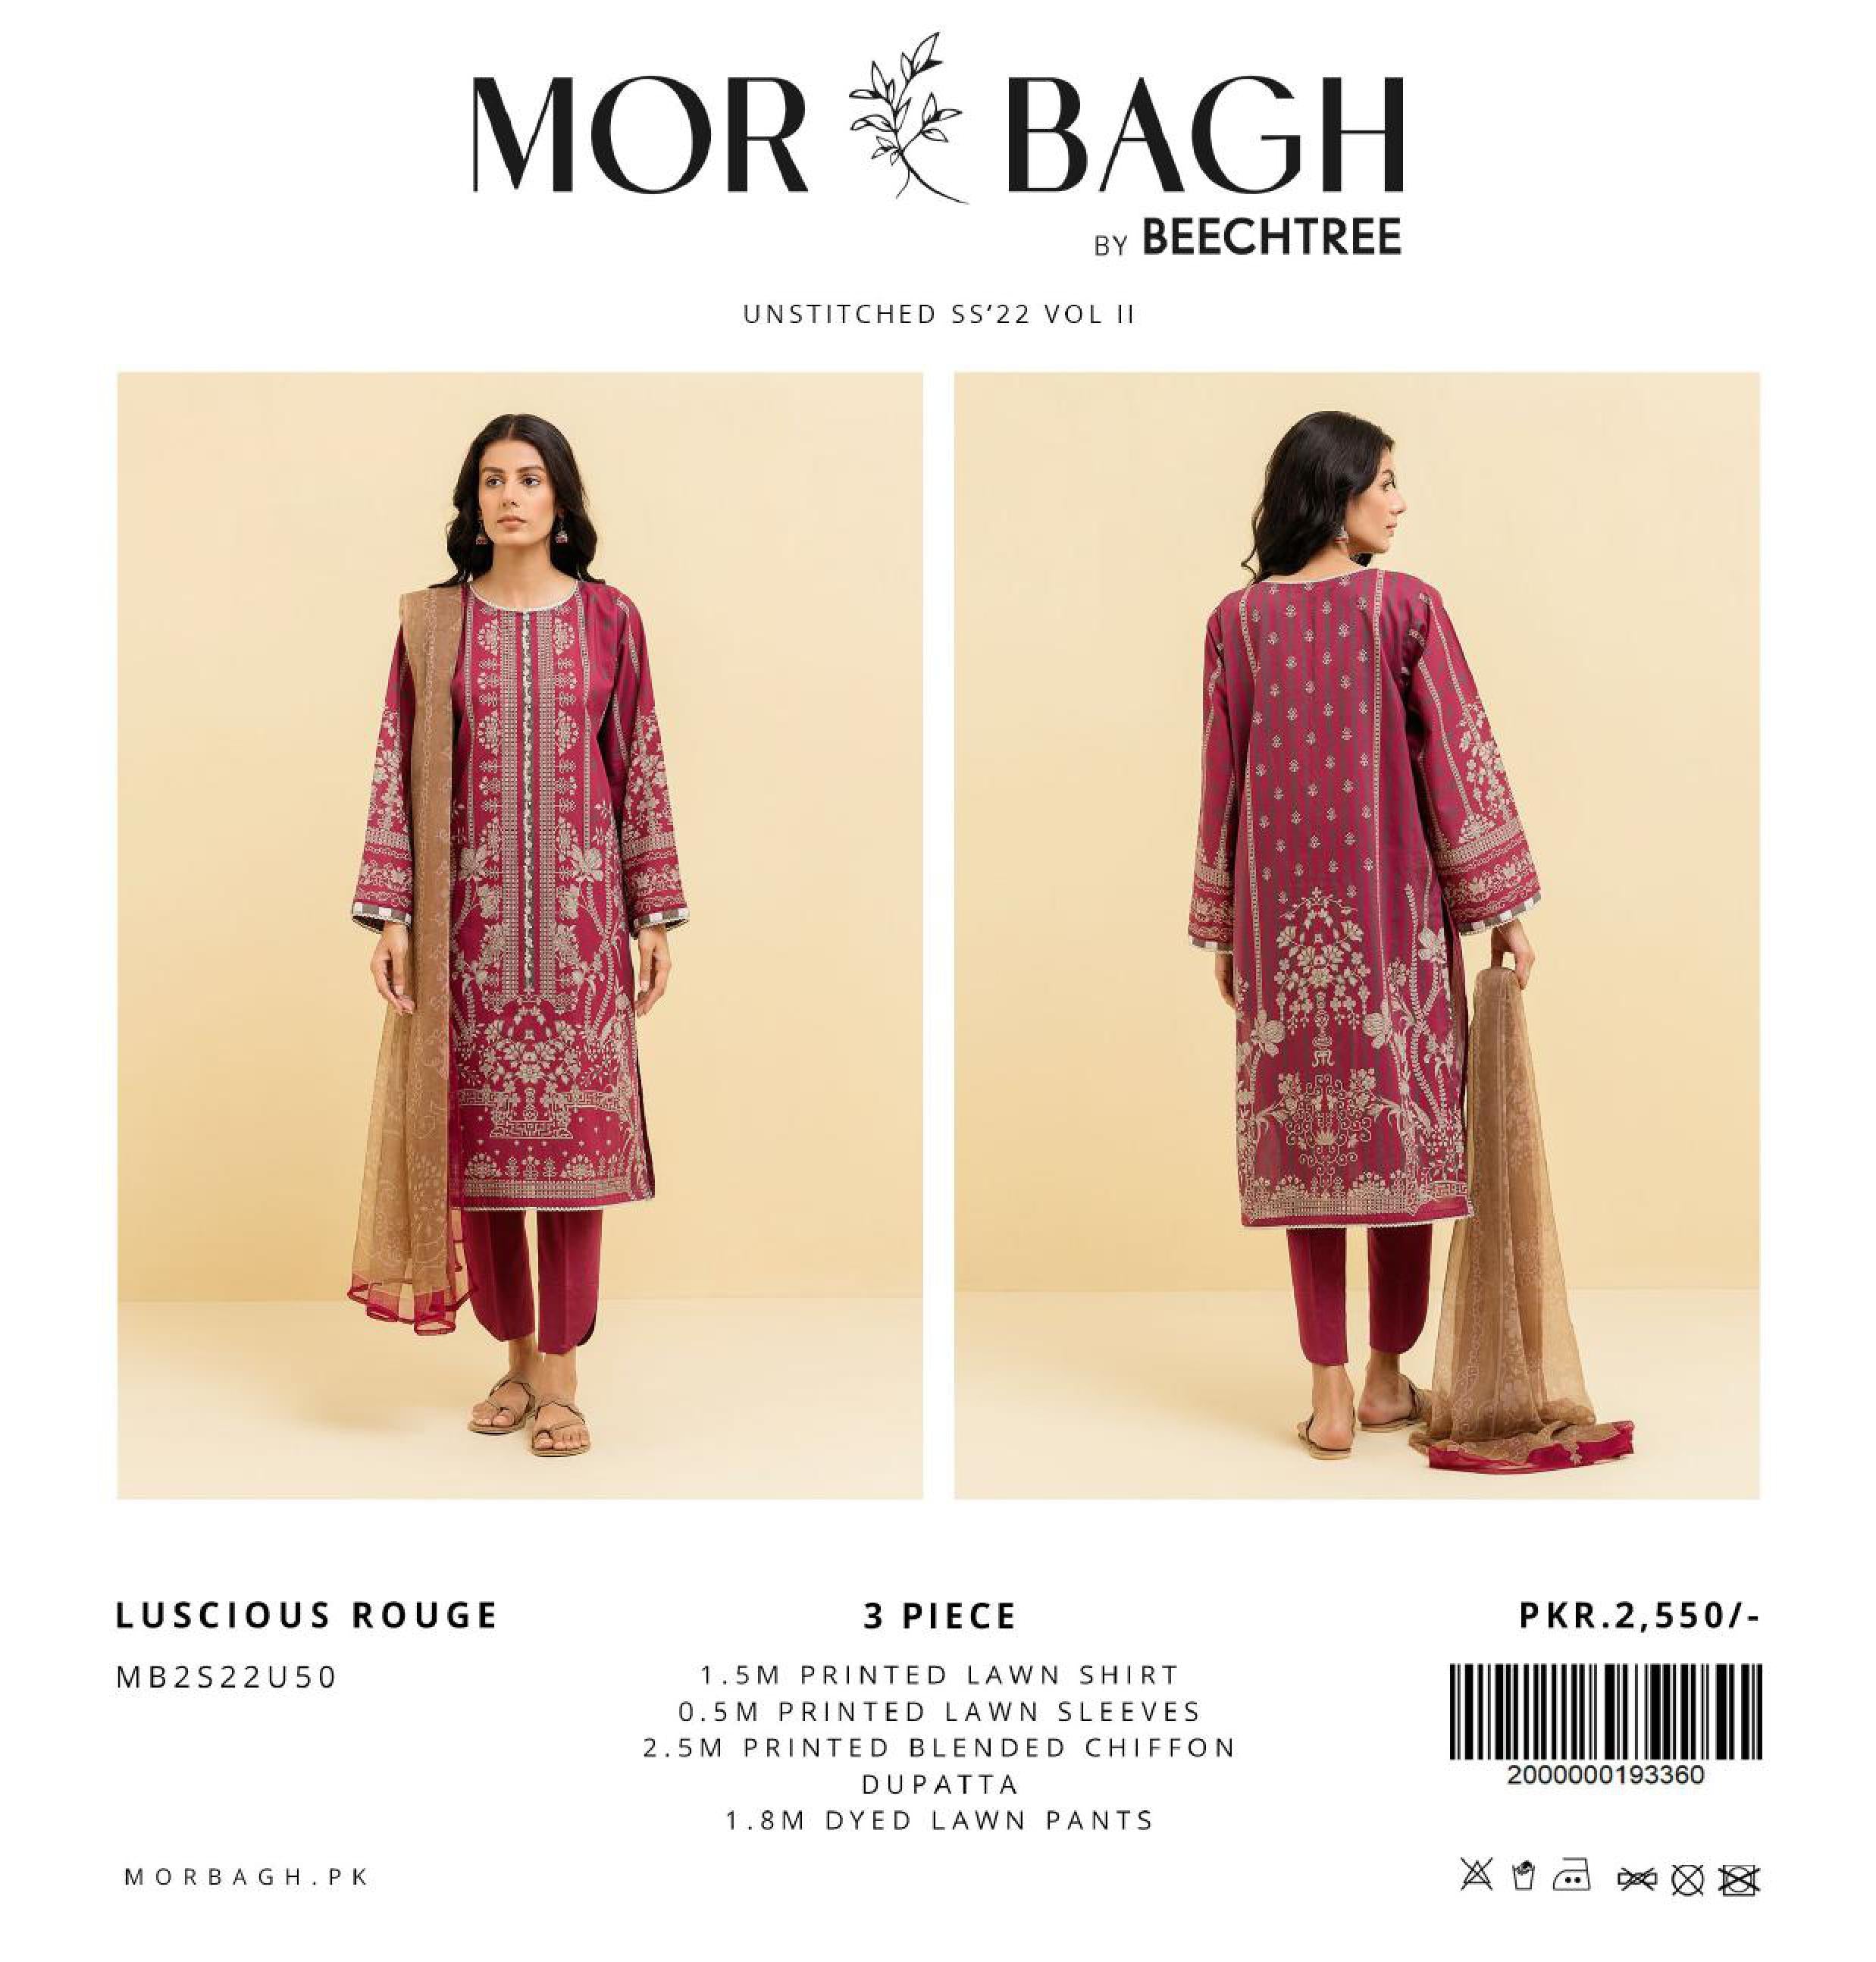 MOR BAGH
BY BEECHTREE
UNSTITCHED SS'22 VOL II
LUSCIOUS ROUGE
MB2S22U50
3 PIECE
1.5M PRINTED LAWN SHIRT
0.5M PRINTED LAWN SLEEVES
2.5M PRINTED BLENDED CHIFFON
DUPATTA
1.8M DYED LAWN PANTS
PKR.2,550/-
2000000193360
MORBAGH.PK